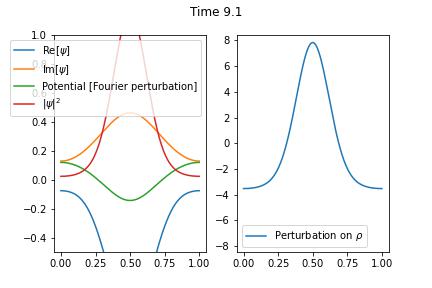 Time 9.1
1.0
0.8
0.6
0.4
0.2
0.0
−0.2
−0.4
Re[ψ]
Im[ψ]
Potential [Fourier perturbation]
|ψ|²
0.00 0.25 0.50 0.75 1.00
8
6
4
2
0
−2
−4
−6
−8
Perturbation on ρ
0.00 0.25 0.50 0.75 1.00